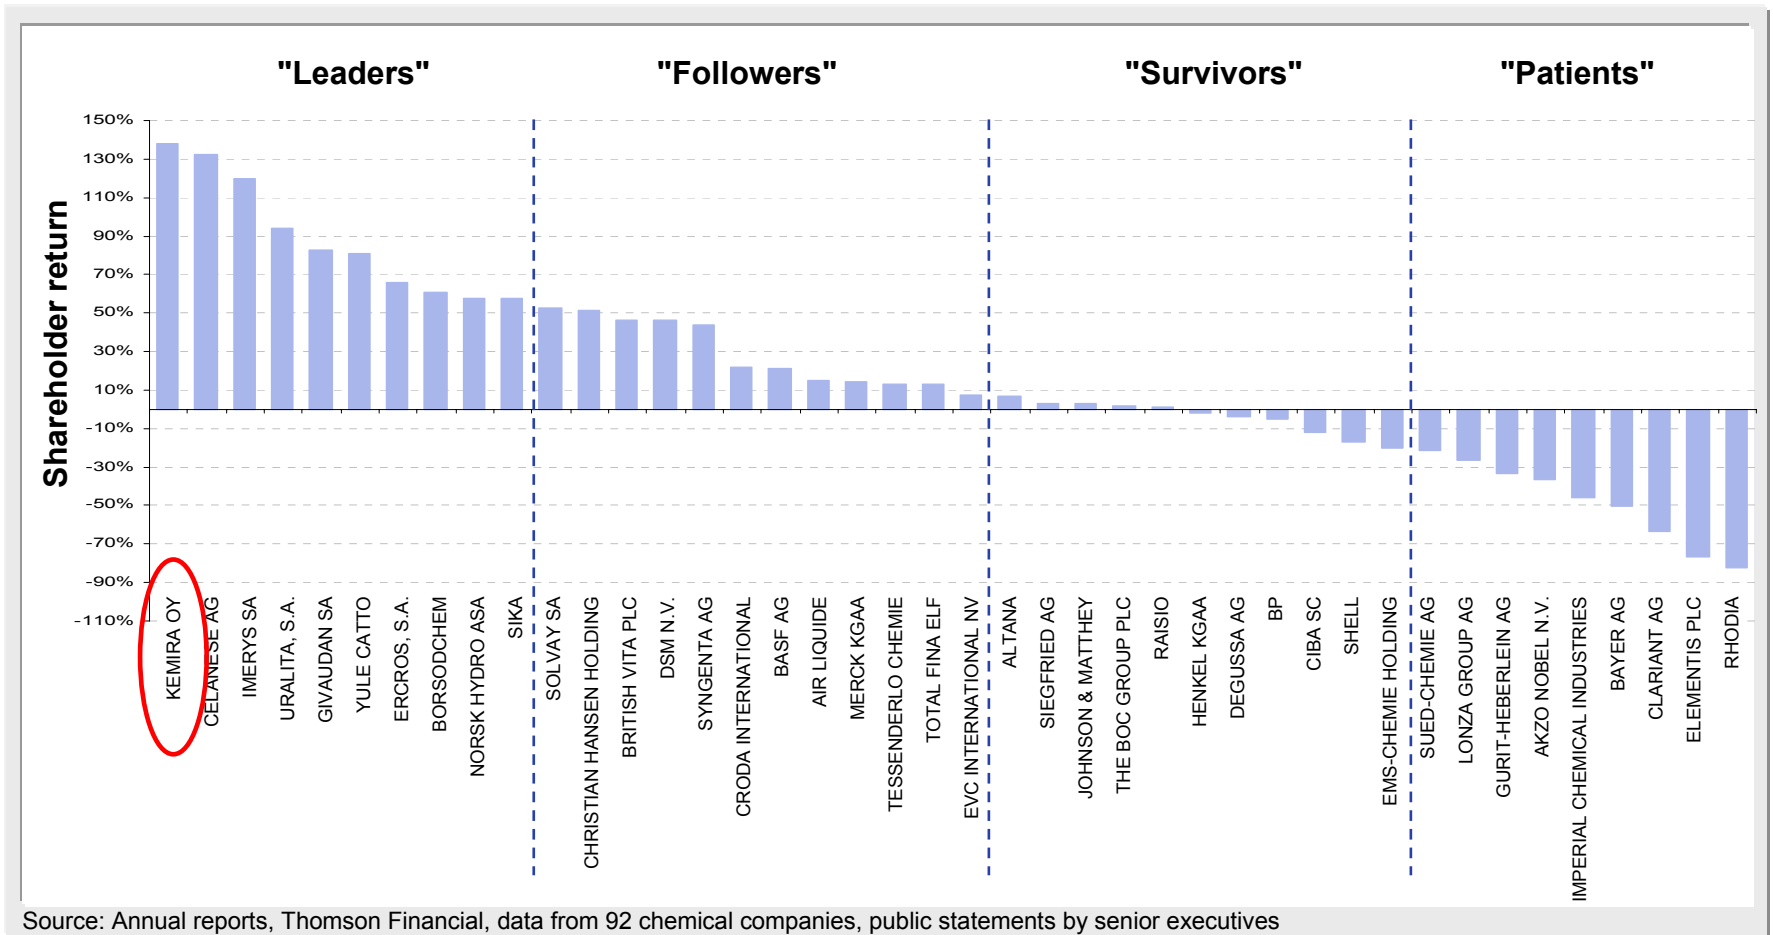 "Leaders" "Followers" "Survivors" "Patients"
Shareholder return
150%
130%
110%
90%
70%
50%
30%
10%
-10%
-30%
-50%
-70%
-90%
-110%
KEMIRA OY
CELANESE AG
IMERYS SA
URALITA, S.A.
GIVAUDAN SA
YULE CATTO
ERCROS, S.A.
BORSODCHEM
NORSK HYDRO ASA
SIKA
SOLVAY SA
CHRISTIAN HANSEN HOLDING
BRITISH VITA PLC
DSM N.V.
SYNGENTA AG
CRODA INTERNATIONAL
BASF AG
AIR LIQUIDE
MERCK KGAA
TESSENDERLO CHEMIE
TOTAL FINA ELF
EVC INTERNATIONAL NV
ALTANA
SIEGFRIED AG
JOHNSON & MATTHEY
THE BOC GROUP PLC
RAISIO
HENKEL KGAA
DEGUSSA AG
BP
CIBA SC
SHELL
EMS-CHEMIE HOLDING
SUED-CHEMIE AG
LONZA GROUP AG
GURIT-HEBERLEIN AG
AKZO NOBEL N.V.
IMPERIAL CHEMICAL INDUSTRIES
BAYER AG
CLARIANT AG
ELEMENTIS PLC
RHODIA
Source: Annual reports, Thomson Financial, data from 92 chemical companies, public statements by senior executives